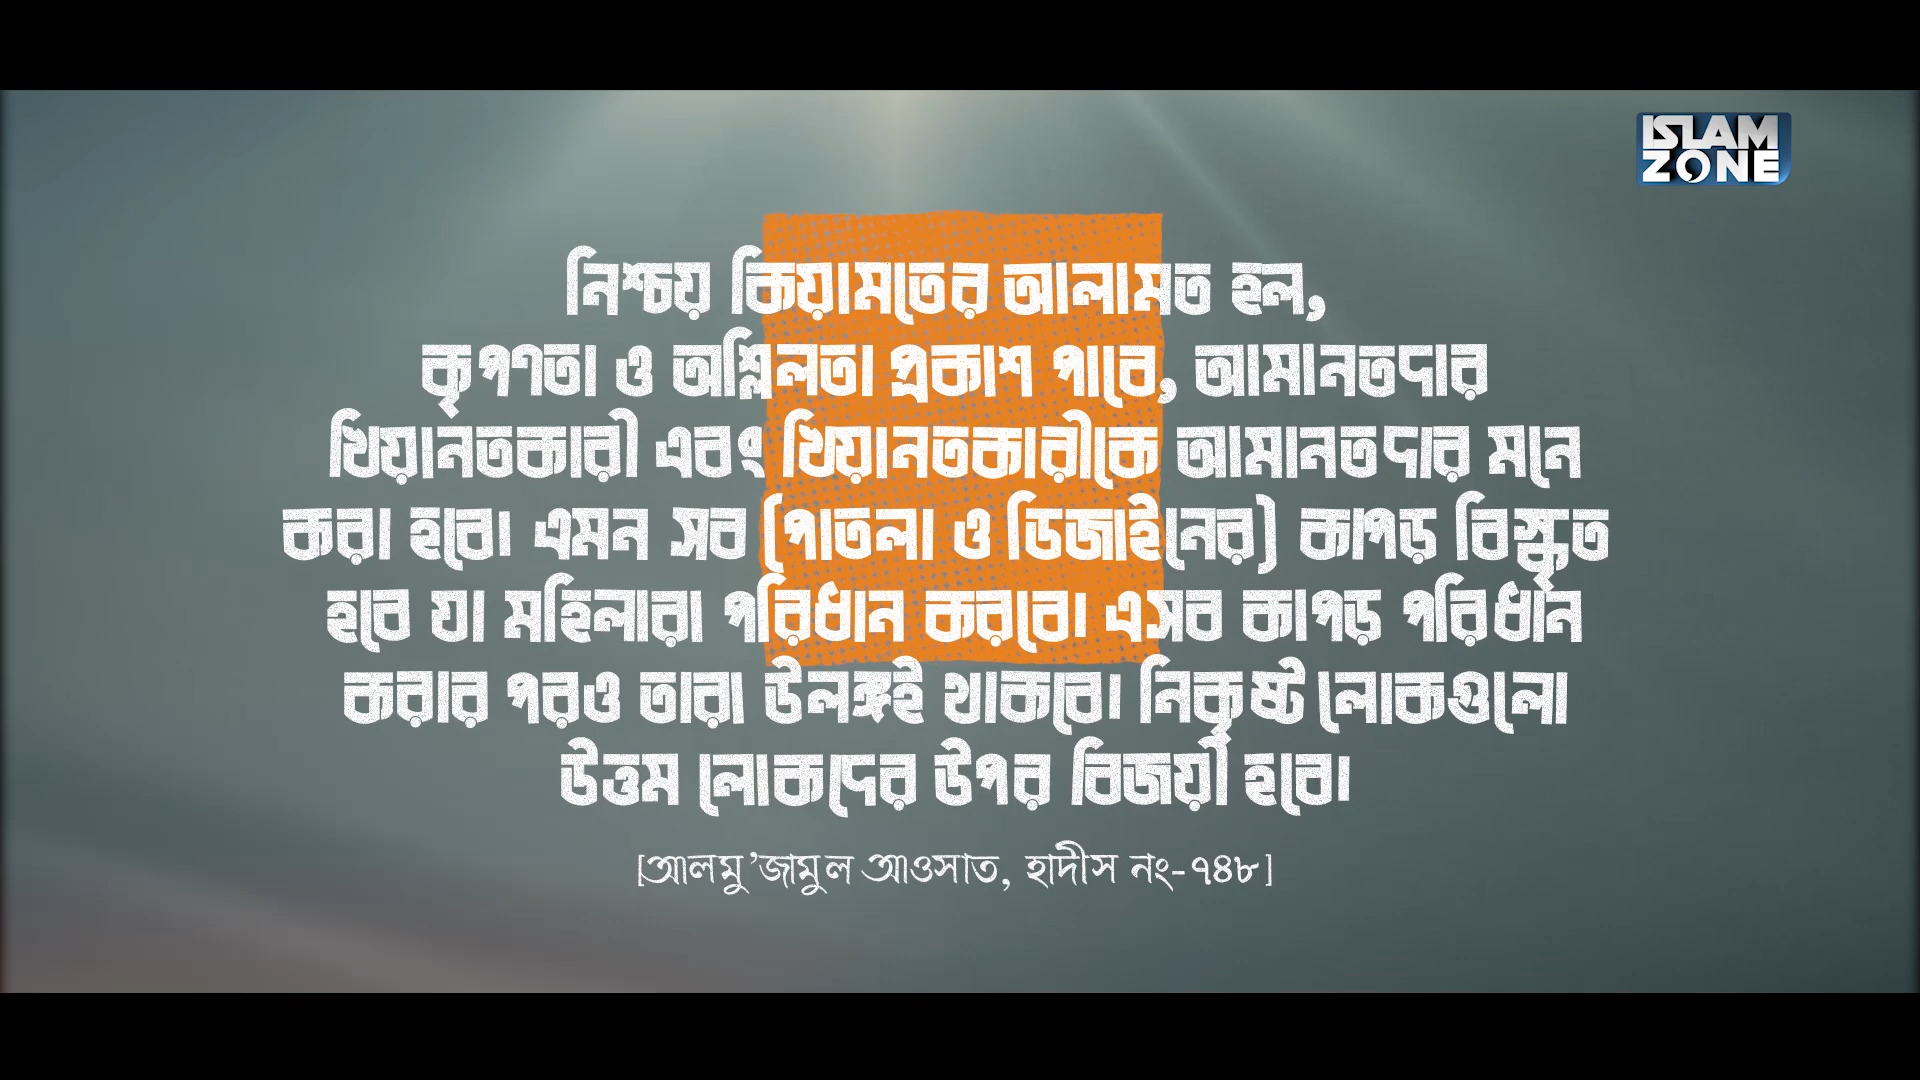 ISLAM
ZONE
নিশ্চয় কিয়ামতের আলামত হল,
কৃপণতা ও অশ্লিলতা প্রকাশ পাবে, আমানতদার
খিয়ানতকারী এবং খিয়ানতকারীকে আমানতদার মনে
করা হবে। এমন সব (পাতলা ও ডিজাইনের) কাপড় বিস্কৃত
হবে যা মহিলারা পরিধান করবে। এসব কাপড় পরিধান
করার পরও তারা উলঙ্গই থাকবে। নিকৃষ্ট লোকগুলো
উত্তম লোকদের উপর বিজয়ী হবে।
[আলমু’জামুল আওসাত, হাদীস নং-৭৪৮]